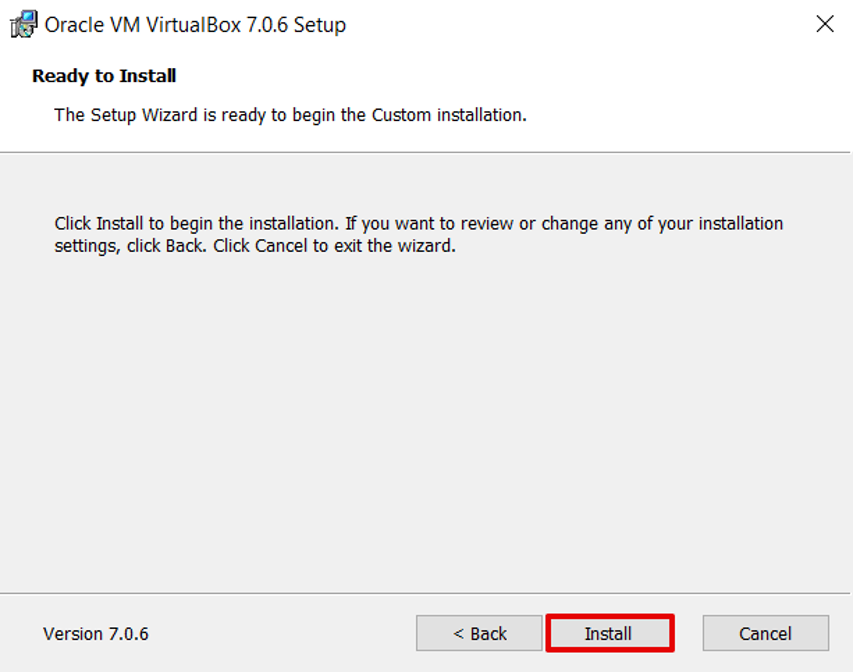 Oracle VM VirtualBox 7.0.6 Setup
Ready to Install
The Setup Wizard is ready to begin the Custom installation.
Click Install to begin the installation. If you want to review or change any of your installation
settings, click Back. Click Cancel to exit the wizard.
Version 7.0.6
< Back
Install
Cancel